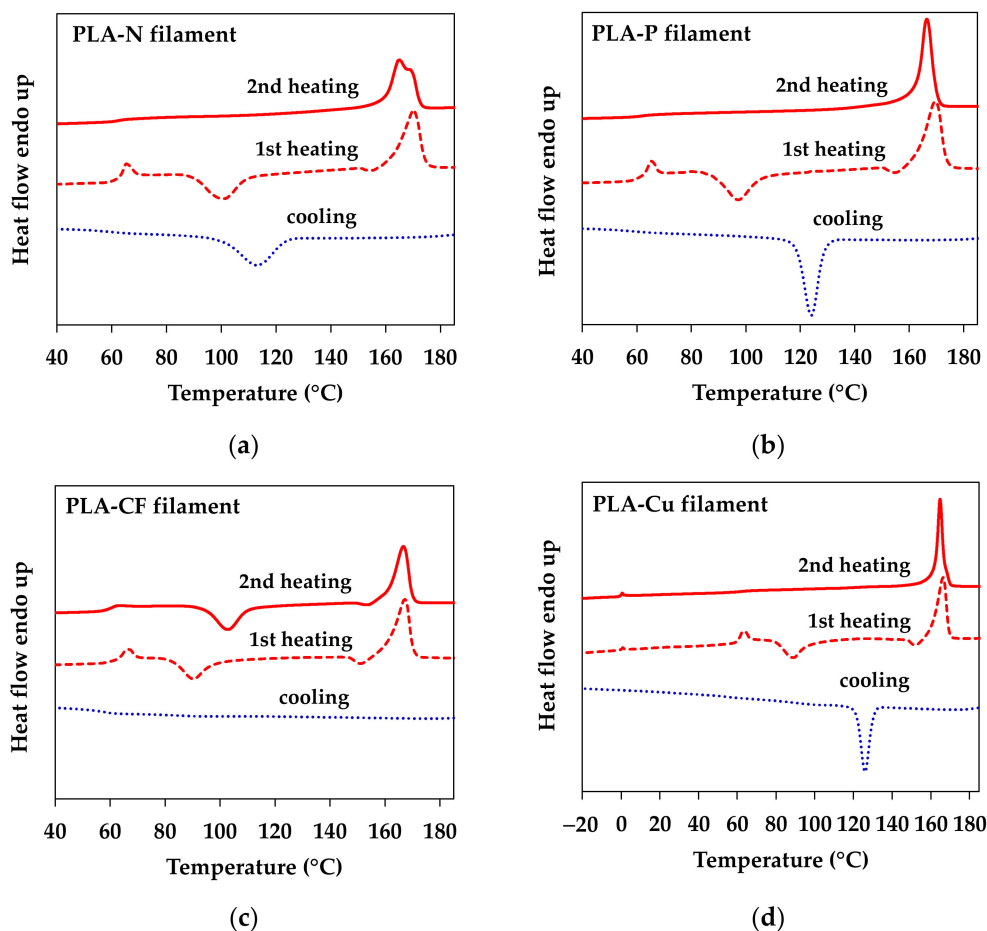 PLA-N filament
2nd heating
1st heating
cooling
Heat flow endo up
40 60 80 100 120 140 160 180
Temperature (°C)
(a)
PLA-P filament
2nd heating
1st heating
cooling
Heat flow endo up
40 60 80 100 120 140 160 180
Temperature (°C)
(b)
PLA-CF filament
2nd heating
1st heating
cooling
Heat flow endo up
40 60 80 100 120 140 160 180
Temperature (°C)
(c)
PLA-Cu filament
2nd heating
1st heating
cooling
Heat flow endo up
−20 0 20 40 60 80 100 120 140 160 180
Temperature (°C)
(d)